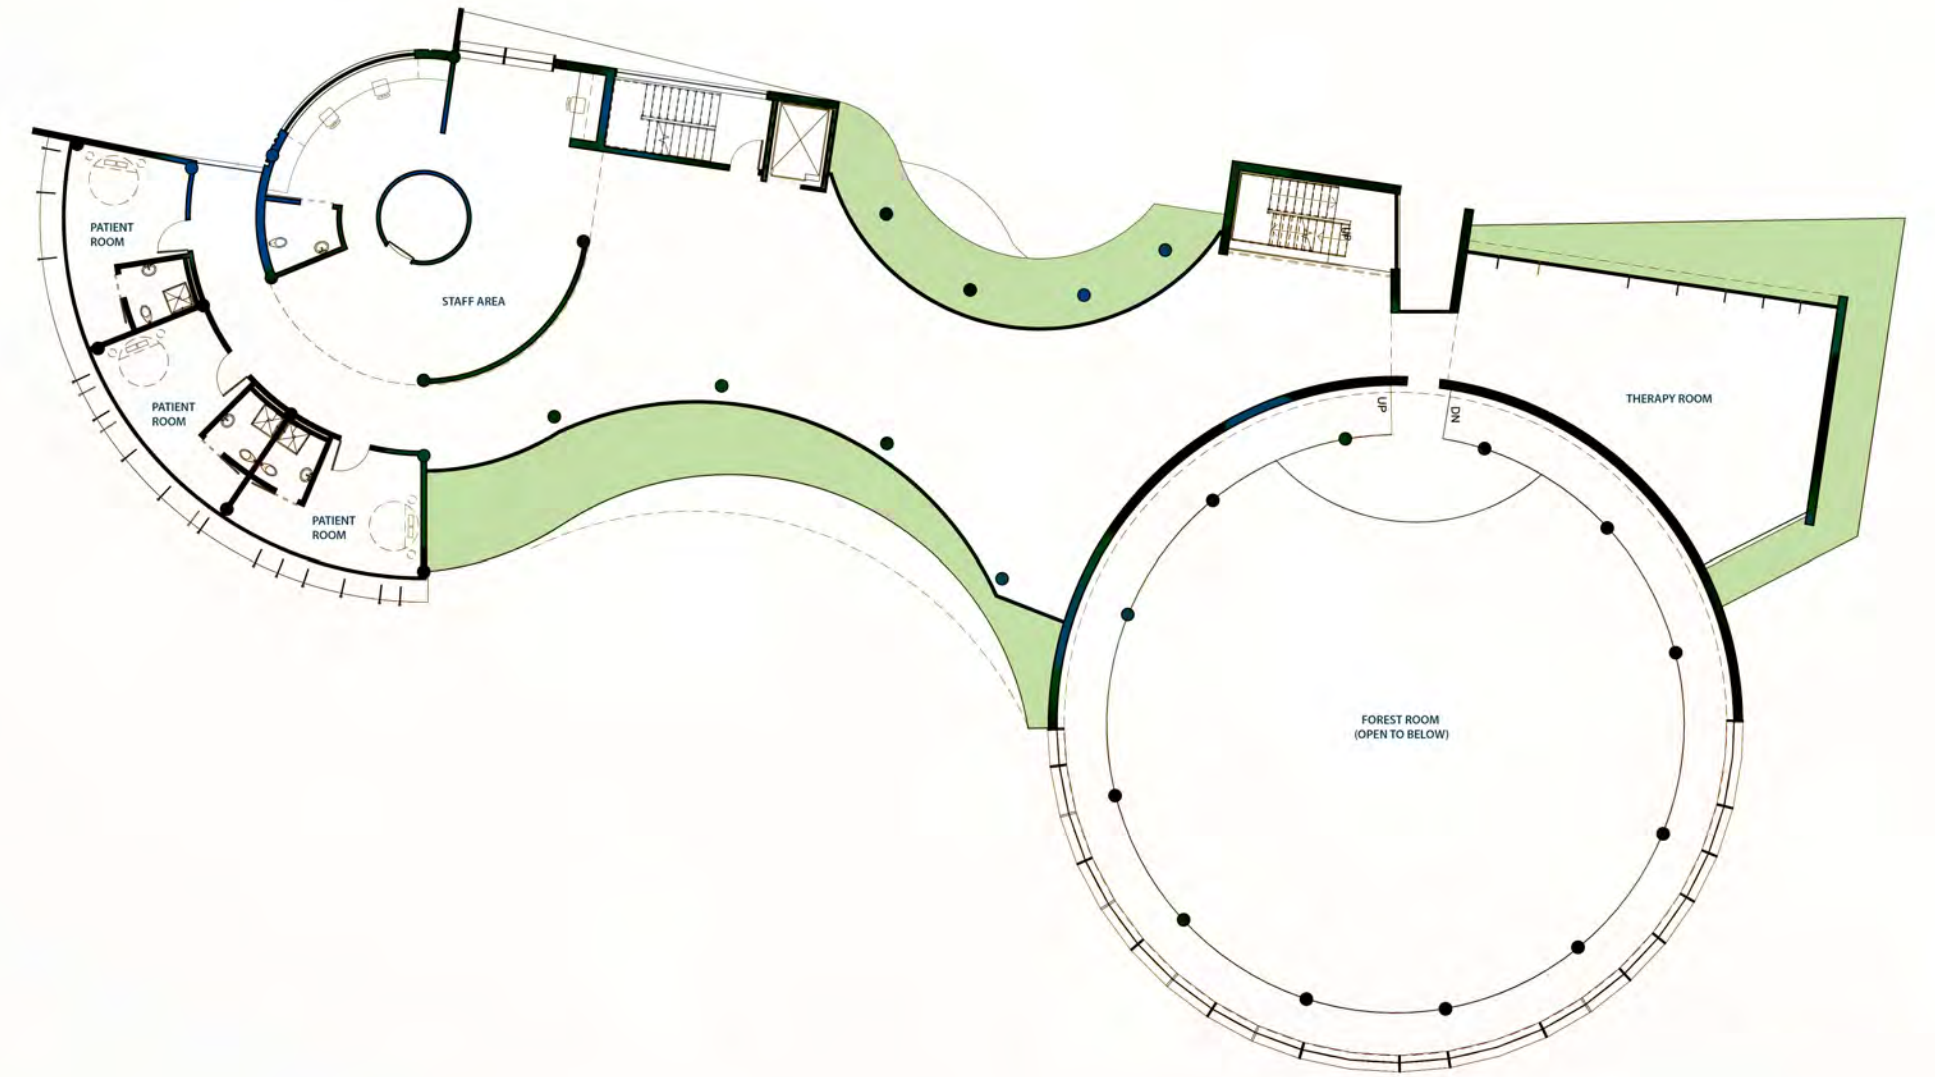 PATIENT
ROOM
STAFF AREA
PATIENT
ROOM
PATIENT
ROOM
UP
UP
DN
THERAPY ROOM
FOREST ROOM
(OPEN TO BELOW)